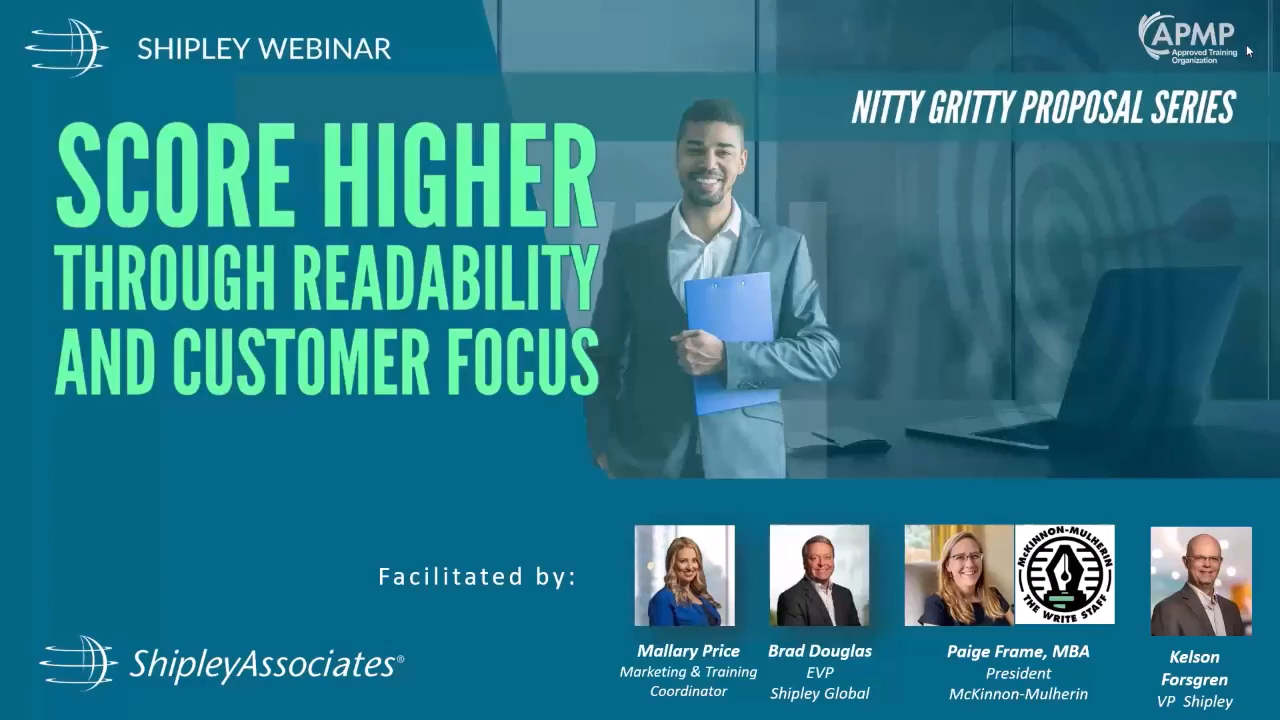 SHIPLEY WEBINAR
APMP
Approved Training
Organization
NITTY GRITTY PROPOSAL SERIES
SCORE HIGHER
THROUGH READABILITY
AND CUSTOMER FOCUS
Facilitated by:
McKINNON-MULHERIN
THE WRITE STAFF
Mallary Price
Marketing & Training
Coordinator
Brad Douglas
EVP
Shipley Global
Paige Frame, MBA
President
McKinnon-Mulherin
Kelson
Forsgren
VP Shipley
ShipleyAssociates®